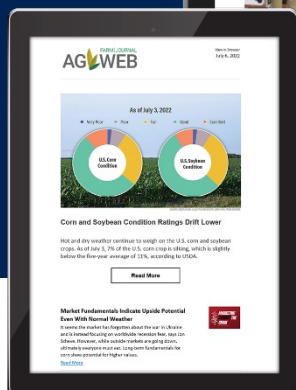 FARM JOURNAL
AGWEB
View in browser
July 6, 2022
As of July 3, 2022
Very Poor Poor Fair Good Excellent
U.S. Corn
Condition
U.S. Soybean
Condition
Corn and Soybean Condition Ratings Drift Lower
Hot and dry weather continue to weigh on the U.S. corn and soybean
crops. As of July 3, 7% of the U.S. corn crop is silking, which is slightly
below the five-year average of 11%, according to USDA.
Read More
Market Fundamentals Indicate Upside Potential
Even With Normal Weather
It seems the market has forgotten about the war in Ukraine
and is instead focusing on worldwide recession fear, says Jon
Scheve. However, while outside markets are going down,
ultimately everyone must eat. Long-term fundamentals for
corn show potential for higher values.
Read More
MARKETING
THE